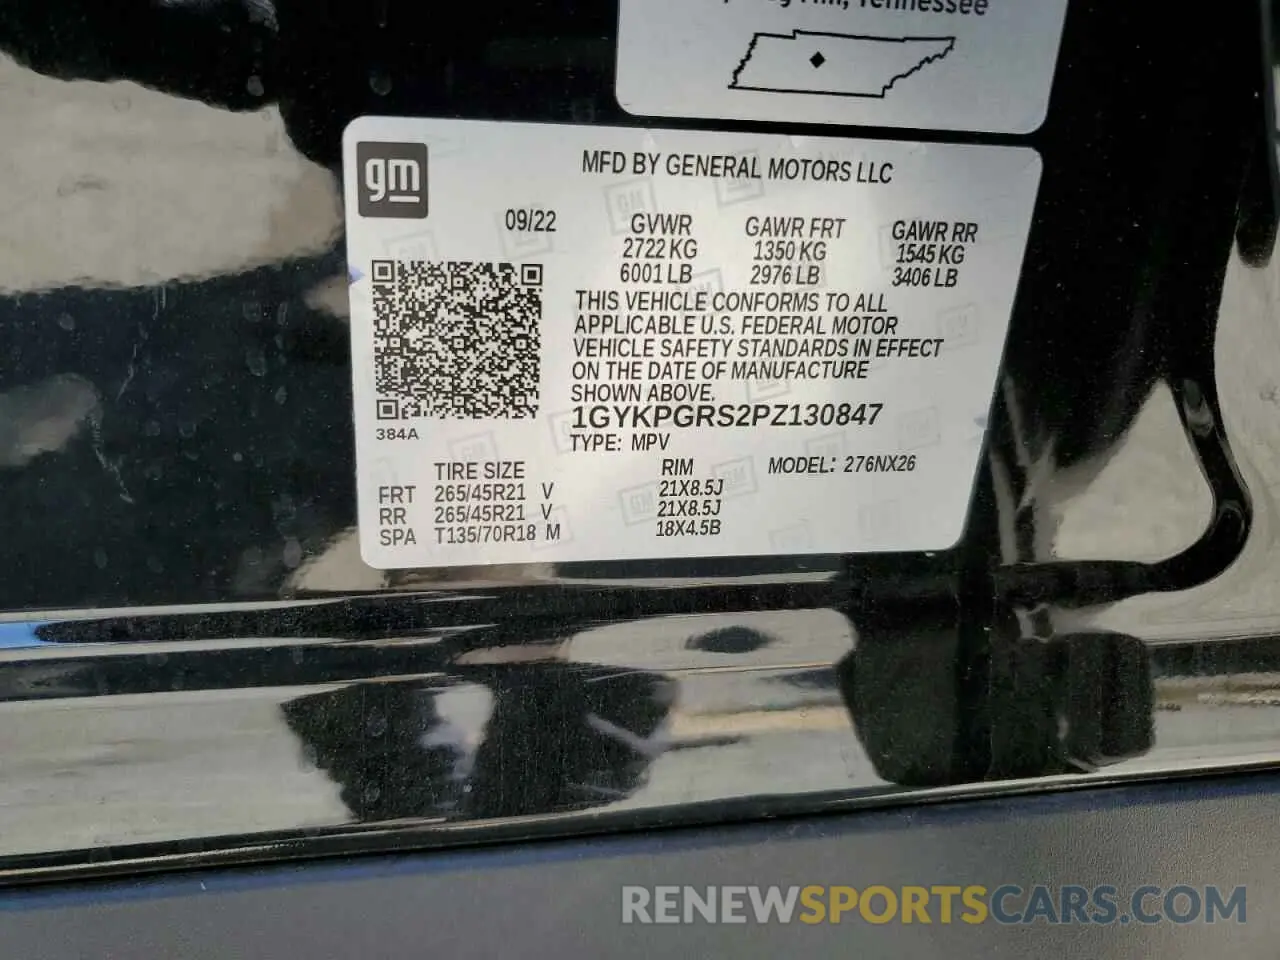 Hill, Tennessee
gm
MFD BY GENERAL MOTORS LLC
09/22
GVWR GAWR FRT GAWR RR
2722 KG 1350 KG 1545 KG
6001 LB 2976 LB 3406 LB
THIS VEHICLE CONFORMS TO ALL
APPLICABLE U.S. FEDERAL MOTOR
VEHICLE SAFETY STANDARDS IN EFFECT
ON THE DATE OF MANUFACTURE
SHOWN ABOVE.
1GYKPGRS2PZ130847
384A
TYPE: MPV
TIRE SIZE RIM MODEL: 276NX26
FRT 265/45R21 V 21X8.5J
RR 265/45R21 V 21X8.5J
SPA T135/70R18 M 18X4.5B
RENEWSPORTSCARS.COM